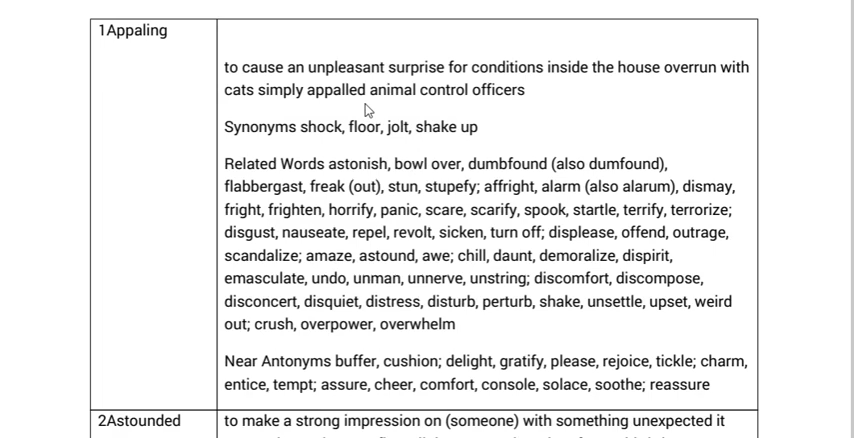 1Appaling
to cause an unpleasant surprise for conditions inside the house overrun with
cats simply appalled animal control officers
Synonyms shock, floor, jolt, shake up
Related Words astonish, bowl over, dumbfound (also dumfound),
flabbergast, freak (out), stun, stupefy; affright, alarm (also alarum), dismay,
fright, frighten, horrify, panic, scare, scarify, spook, startle, terrify, terrorize;
disgust, nauseate, repel, revolt, sicken, turn off; displease, offend, outrage,
scandalize; amaze, astound, awe; chill, daunt, demoralize, dispirit,
emasculate, undo, unman, unnerve, unstring; discomfort, discompose,
disconcert, disquiet, distress, disturb, perturb, shake, unsettle, upset, weird
out; crush, overpower, overwhelm
Near Antonyms buffer, cushion; delight, gratify, please, rejoice, tickle; charm,
entice, tempt; assure, cheer, comfort, console, solace, soothe; reassure
2Astounded
to make a strong impression on (someone) with something unexpected it